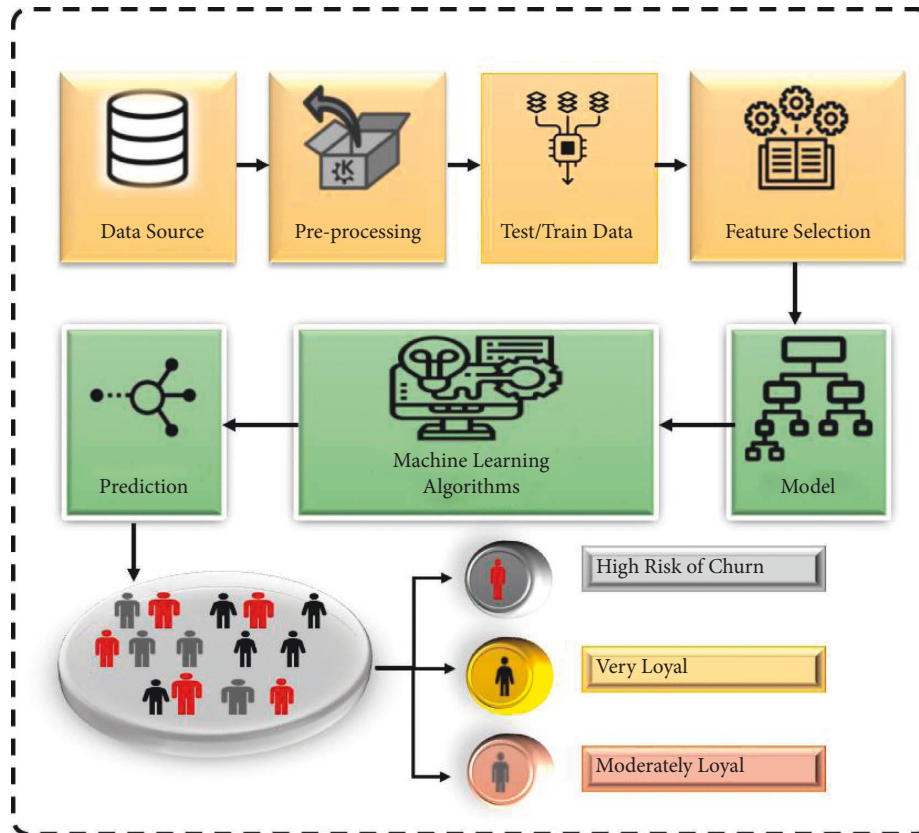 Data Source
Pre-processing
Test/Train Data
Feature Selection
Prediction
Machine Learning
Algorithms
Model
High Risk of Churn
Very Loyal
Moderately Loyal